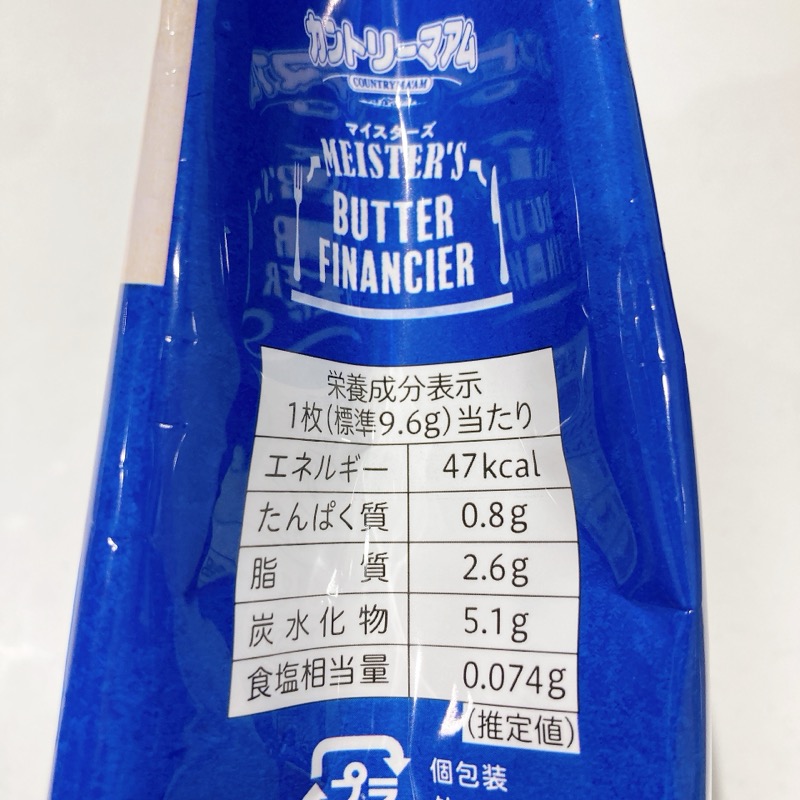 カントリーマアム
COUNTRY MA'AM
マイスターズ
MEISTER'S
BUTTER
FINANCIER
栄養成分表示
1枚(標準9.6g)当たり
エネルギー 47kcal
たんぱく質 0.8g
脂質 2.6g
炭水化物 5.1g
食塩相当量 0.074g
(推定値)
プラ
個包装